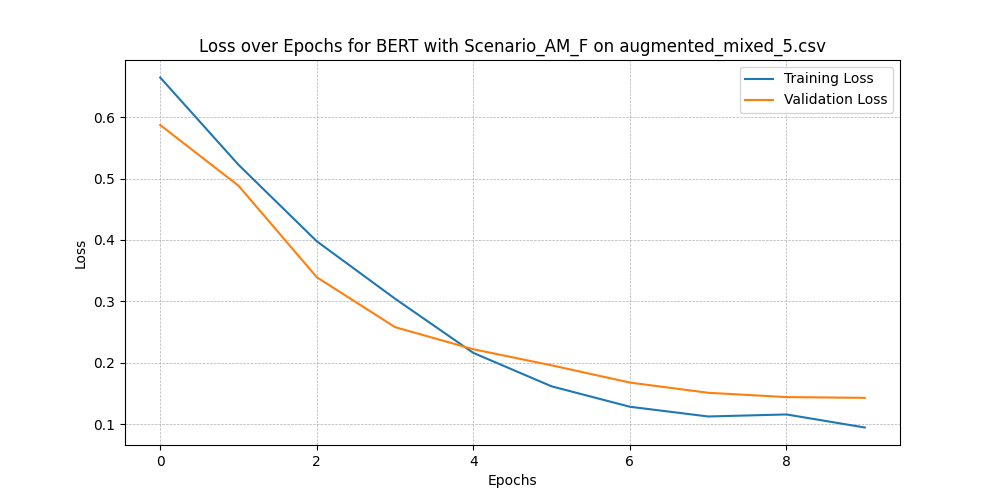 Loss over Epochs for BERT with Scenario_AM_F on augmented_mixed_5.csv
Training Loss
Validation Loss
0.6
0.5
0.4
0.3
0.2
0.1
Loss
0 2 4 6 8
Epochs